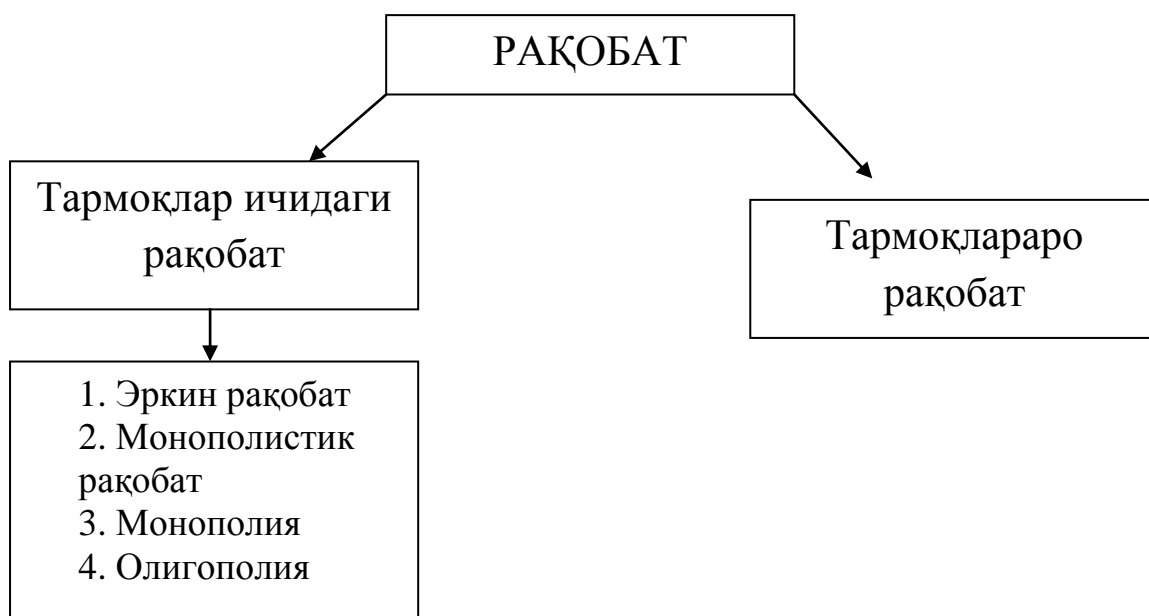 РАҚОБАТ
Тармоқлар ичидаги
рақобат
Тармоқлараро
рақобат
1. Эркин рақобат
2. Монополистик
рақобат
3. Монополия
4. Олигополия